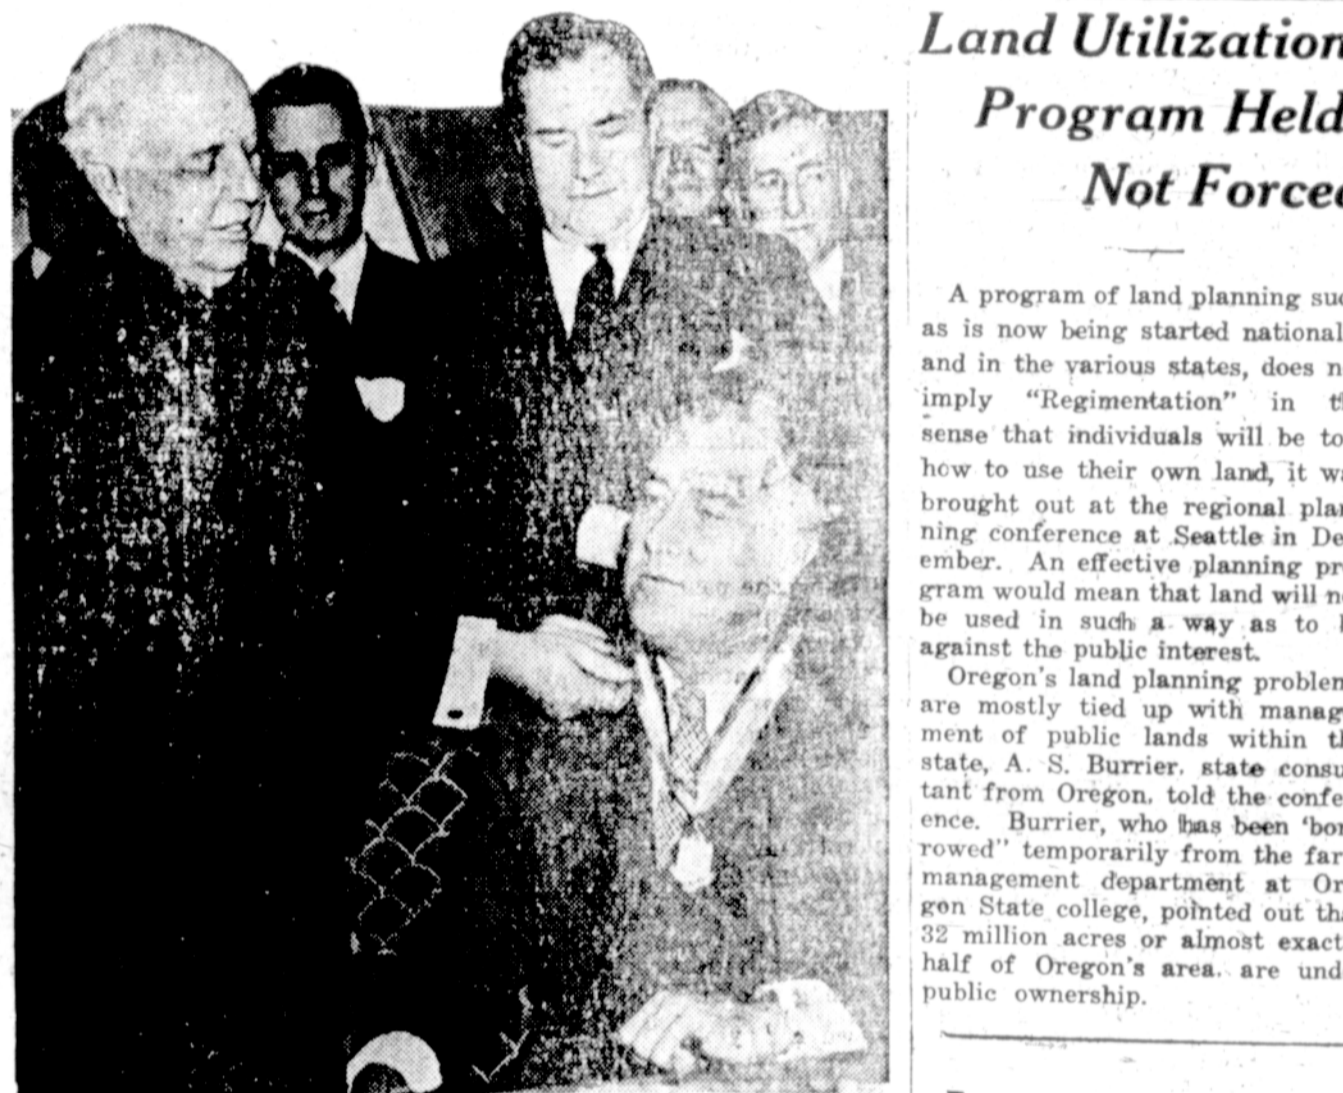 Land Utilization
Program Held
Not Force
A program of land planning su
as is now being started national
and in the various states, does n
imply "Regimentation" in t
sense that individuals will be to
how to use their own land, it w
brought out at the regional plan
ning conference at Seattle in De
ember. An effective planning pr
gram would mean that land will n
be used in such a way as to
against the public interest.
Oregon's land planning problem
are mostly tied up with manag
ment of public lands within t
state, A. S. Burrier, state consu
tant from Oregon, told the confe
ence. Burrier, who has been 'bor
rowed" temporarily from the far
management department at Or
gon State college, pointed out th
32 million acres or almost exact
half of Oregon's area, are und
public ownership.